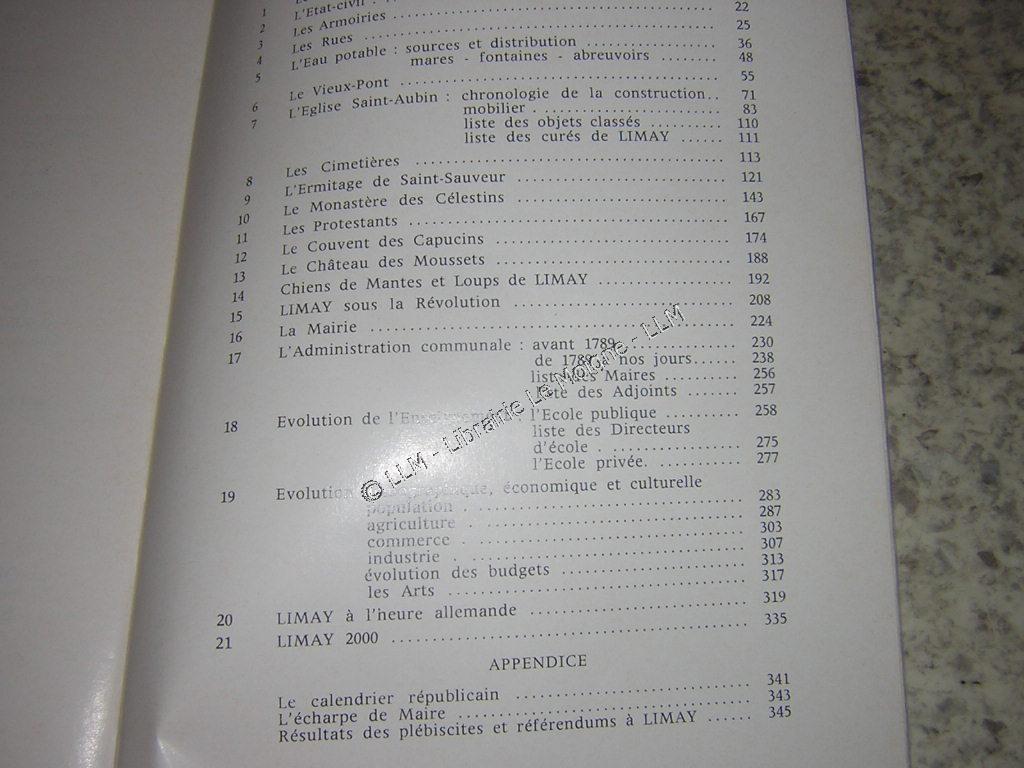 1 L'Etat-civil :
2 Les Armoiries .......... 22
3 Les Rues .......... 25
4 L'Eau potable : sources et distribution .......... 36
mares - fontaines - abreuvoirs .......... 48
5 Le Vieux-Pont .......... 55
6 L'Eglise Saint-Aubin : chronologie de la construction.. 71
7 mobilier .......... 83
liste des objets classés .......... 110
liste des curés de LIMAY ...... 111
8 Les Cimetières .......... 113
9 L'Ermitage de Saint-Sauveur .......... 121
10 Le Monastère des Célestins .......... 143
11 Les Protestants .......... 167
12 Le Couvent des Capucins .......... 174
13 Le Château des Moussets .......... 188
14 Chiens de Mantes et Loups de LIMAY .......... 192
15 LIMAY sous la Révolution .......... 208
16 La Mairie .......... 224
17 L'Administration communale : avant 1789 .......... 230
de 1789 à nos jours...... 238
liste des Maires .......... 256
liste des Adjoints ....... 257
18 Evolution de l'Enseignement : l'Ecole publique .......... 258
liste des Directeurs
d'école .......... 275
l'Ecole privée. .......... 277
19 Evolution économique et culturelle
population .......... 283
agriculture .......... 287
commerce .......... 303
industrie .......... 307
évolution des budgets .......... 313
les Arts .......... 317
20 LIMAY à l'heure allemande .......... 319
21 LIMAY 2000 .......... 335
APPENDICE
Le calendrier républicain .......... 341
L'écharpe de Maire .......... 343
Résultats des plébiscites et référendums à LIMAY ...... 345
© LLM - Librairie Le Moigne - LLM